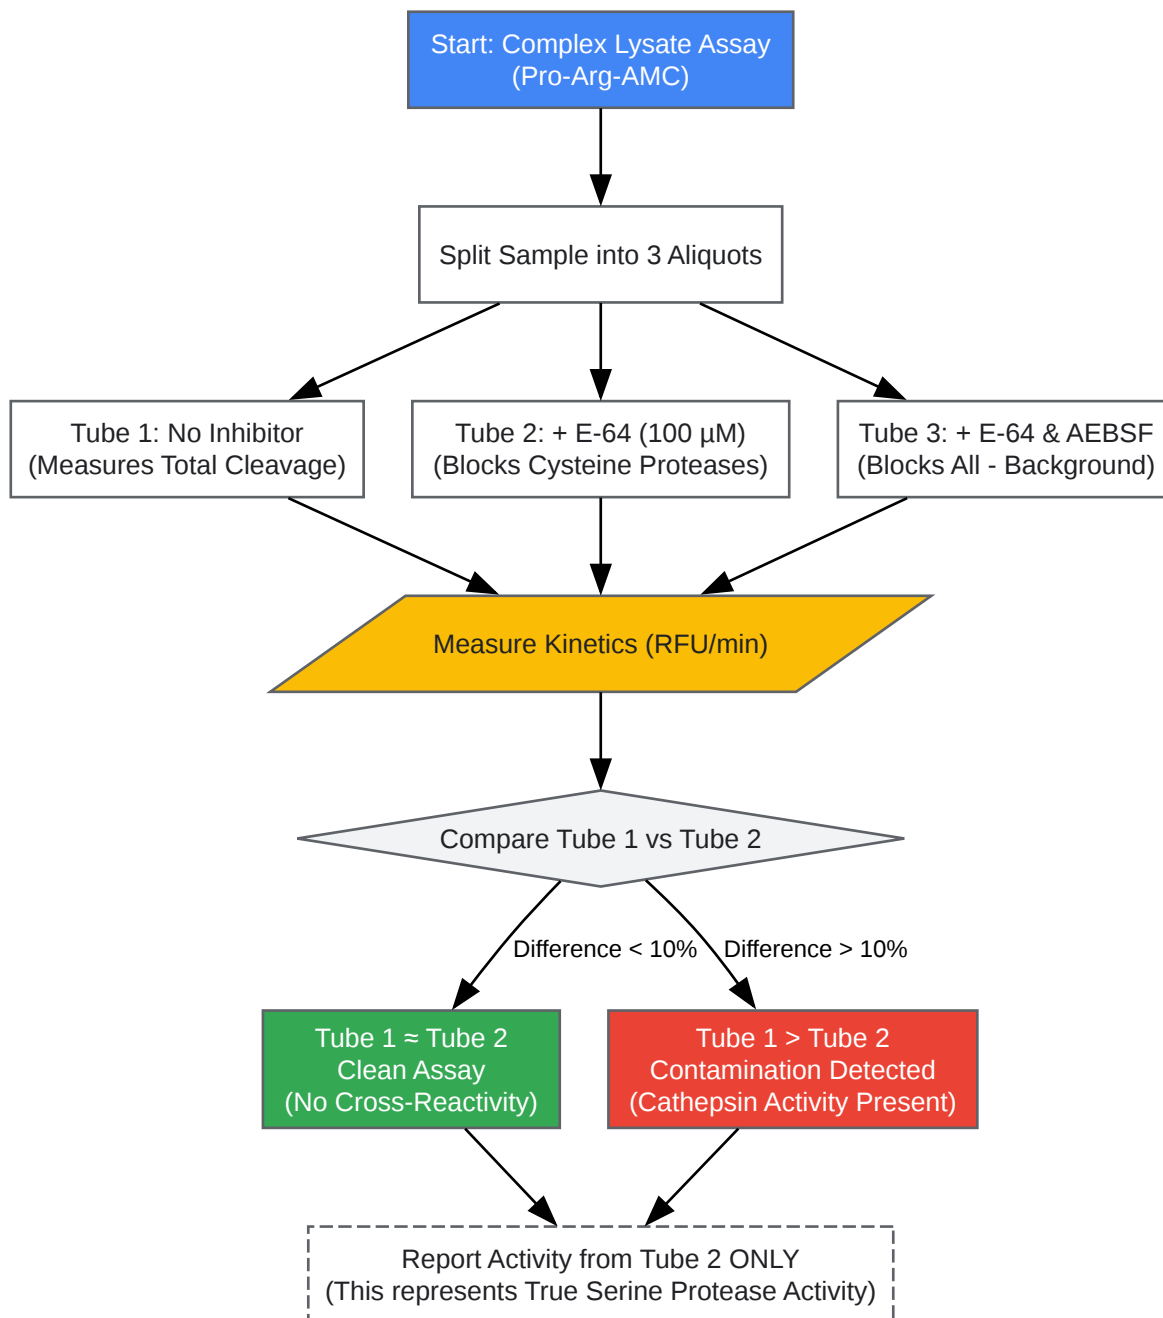 Start: Complex Lysate Assay
(Pro-Arg-AMC)
Split Sample into 3 Aliquots
Tube 1: No Inhibitor
(Measures Total Cleavage)
Tube 2: + E-64 (100 µM)
(Blocks Cysteine Proteases)
Tube 3: + E-64 & AEBSF
(Blocks All - Background)
Measure Kinetics (RFU/min)
Compare Tube 1 vs Tube 2
Difference < 10%
Difference > 10%
Tube 1 ≈ Tube 2
Clean Assay
(No Cross-Reactivity)
Tube 1 > Tube 2
Contamination Detected
(Cathepsin Activity Present)
Report Activity from Tube 2 ONLY
(This represents True Serine Protease Activity)